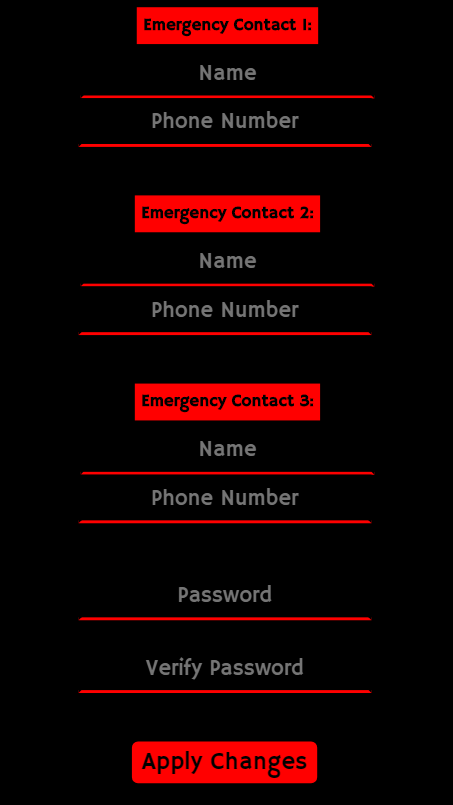 Emergency Contact 1:
Name
Phone Number
Emergency Contact 2:
Name
Phone Number
Emergency Contact 3:
Name
Phone Number
Password
Verify Password
Apply Changes